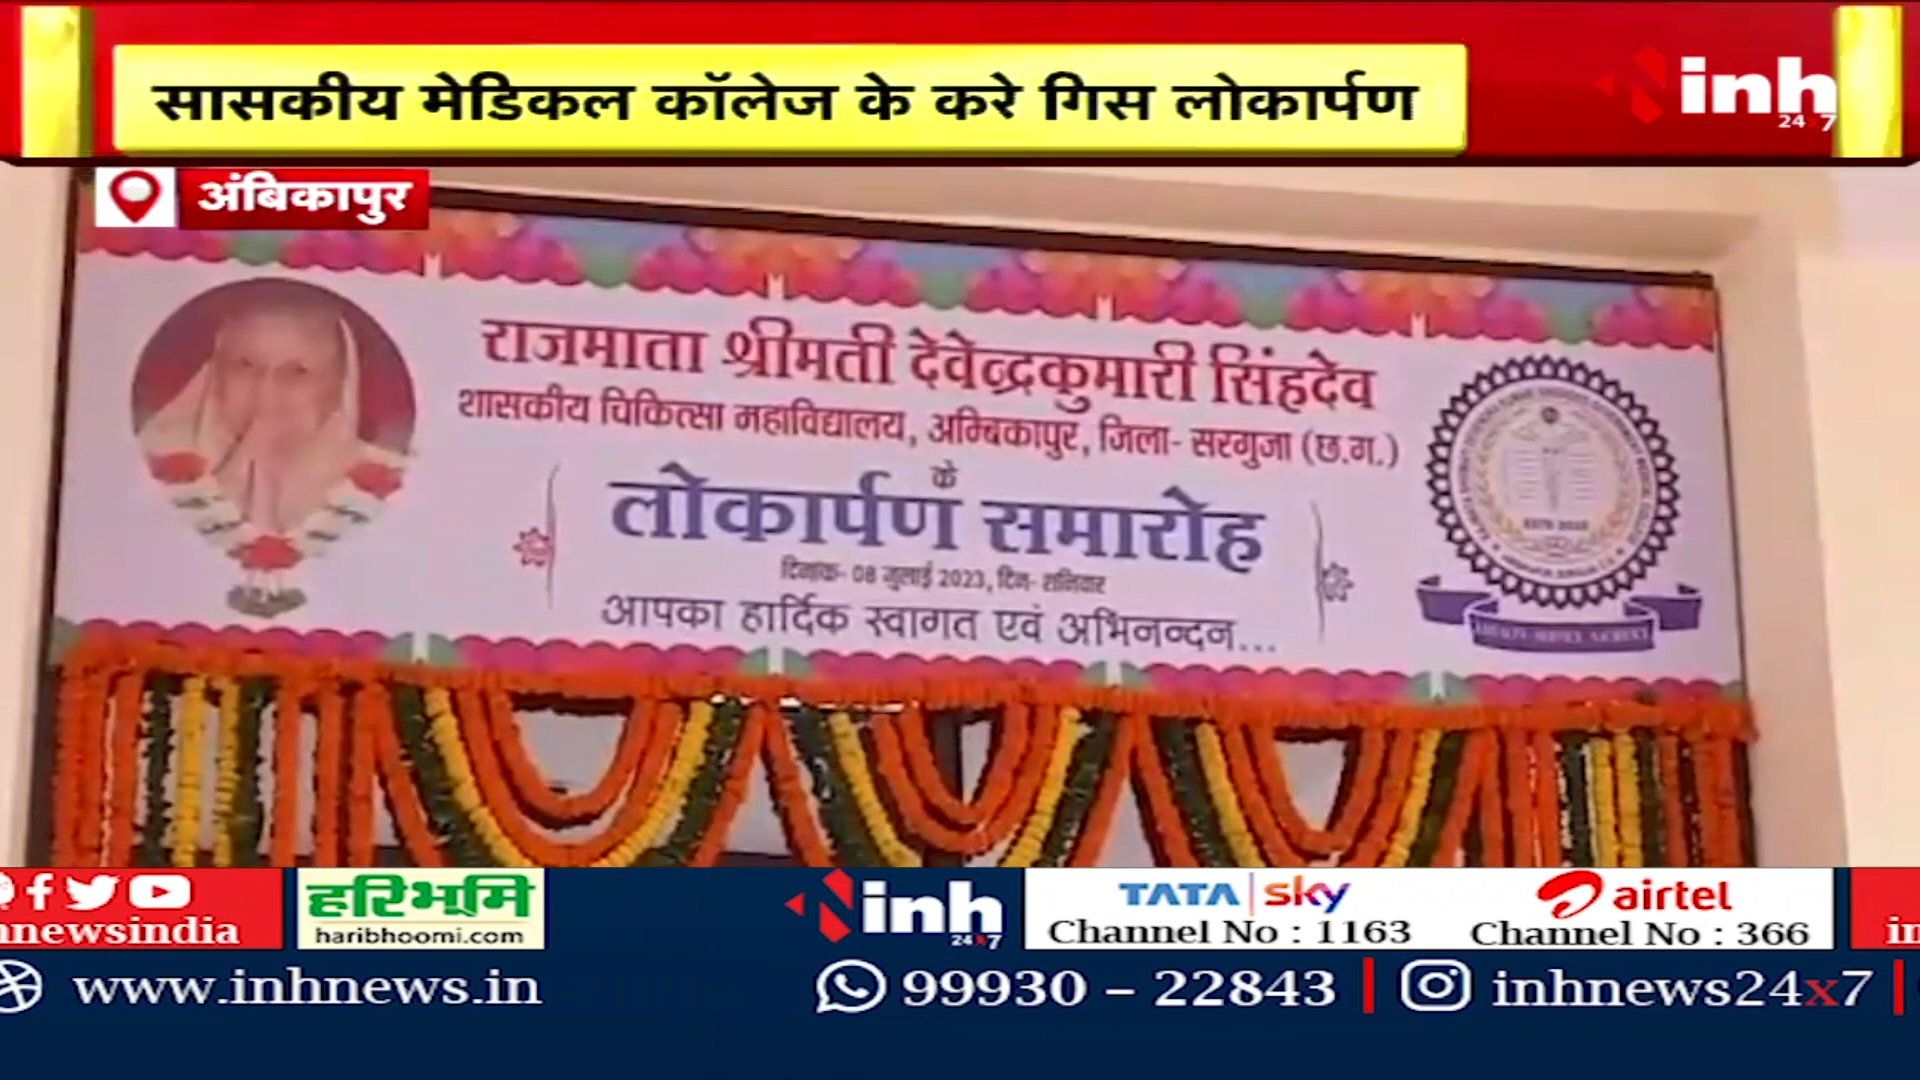 सासकीय मेडिकल कॉलेज के करे गिस लोकार्पण
inh
24x7
अंबिकापुर
राजमाता श्रीमती देवेन्द्रकुमारी सिंहदेव
शासकीय चिकित्सा महाविद्यालय, अम्बिकापुर, जिला- सरगुजा (छ.ग.)
के
लोकार्पण समारोह
दिनांक- 08 जुलाई 2023, दिन- शनिवार
आपका हार्दिक स्वागत एवं अभिनन्दन...
nnewsindia
हरिभूमि
haribhoomi.com
inh
24x7
TATA sky
Channel No : 1163
airtel
Channel No : 366
in
www.inhnews.in
99930 – 22843
inhnews24x7